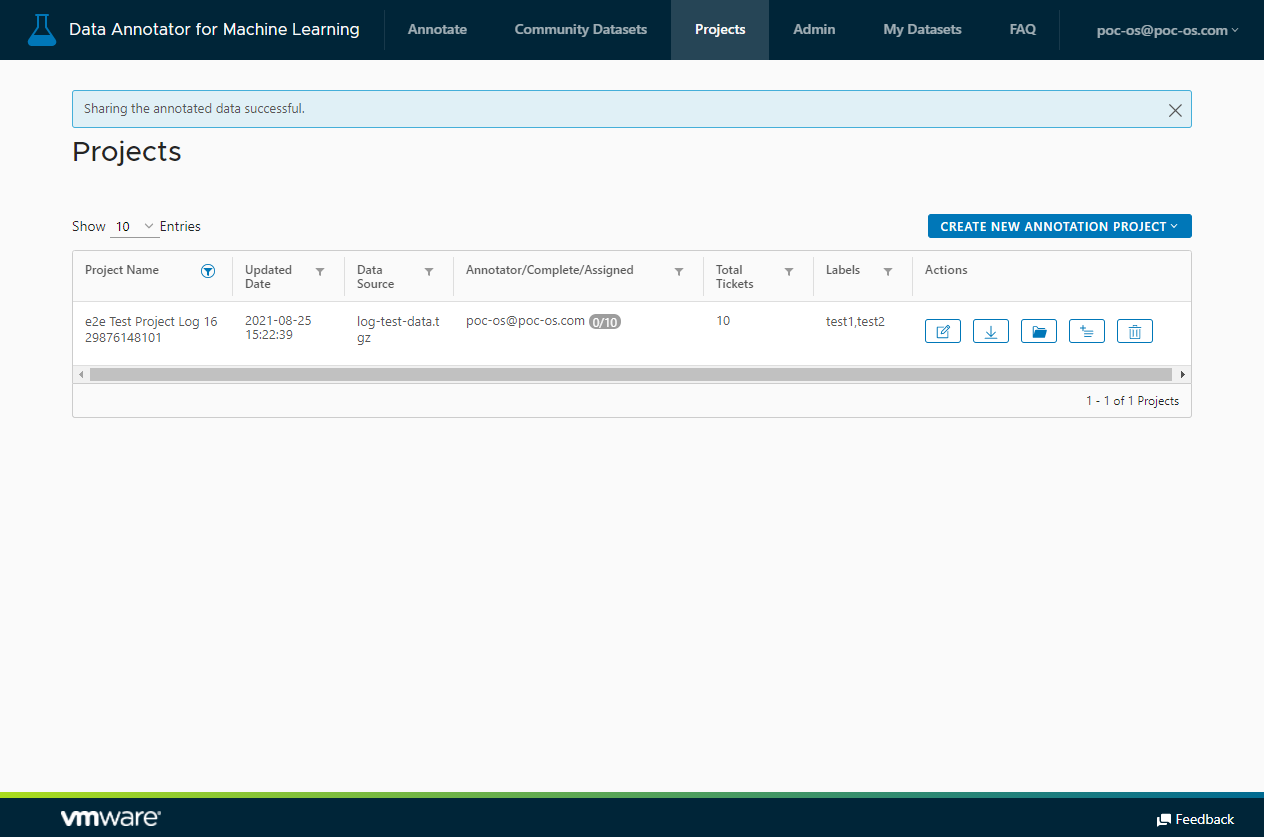 Data Annotator for Machine Learning
Annotate
Community Datasets
Projects
Admin
My Datasets
FAQ
poc-os@poc-os.com
Sharing the annotated data successful.
Projects
Show 10 Entries
CREATE NEW ANNOTATION PROJECT
Project Name
Updated
Date
Data
Source
Annotator/Complete/Assigned
Total
Tickets
Labels
Actions
e2e Test Project Log 16
29876148101
2021-08-25
15:22:39
log-test-data.t
gz
poc-os@poc-os.com 0/10
10
test1,test2
1 - 1 of 1 Projects
vmware
Feedback